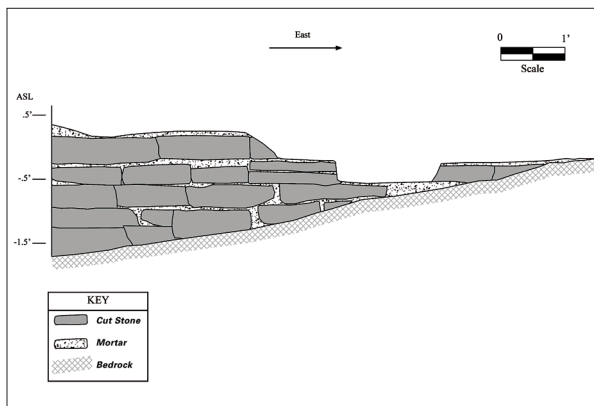 East
0 1'
Scale
ASL
.5'
-.5'
-1.5'
KEY
Cut Stone
Mortar
Bedrock